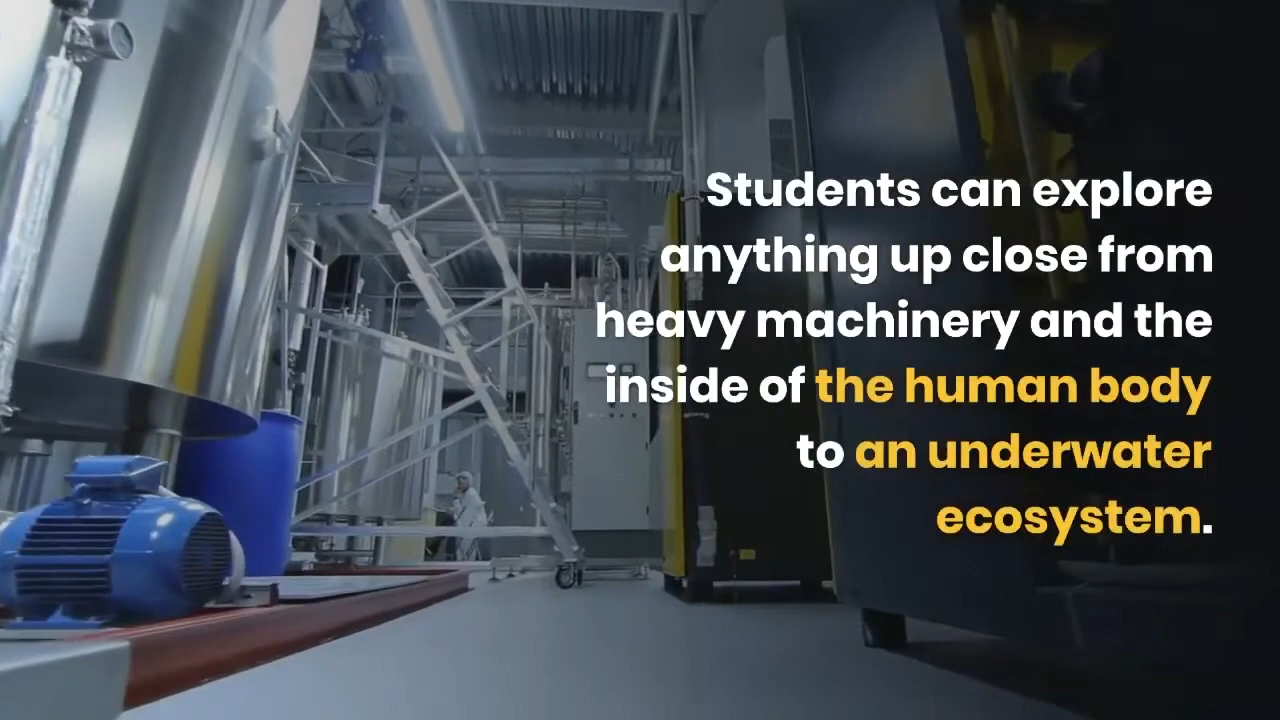 Students can explore
anything up close from
heavy machinery and the
inside of the human body
to an underwater
ecosystem.